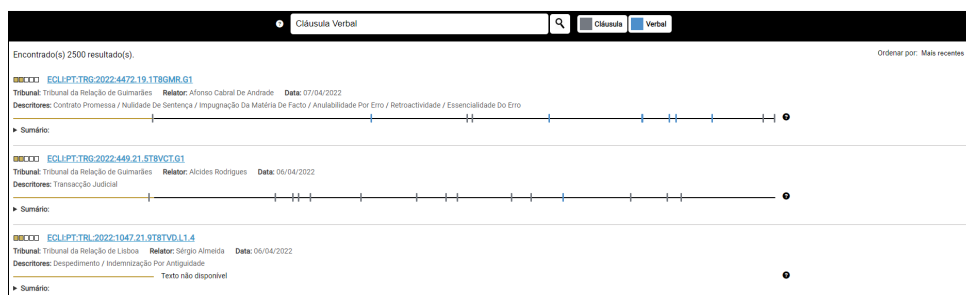 Cláusula Verbal
Cláusula
Verbal
Encontrado(s) 2500 resultado(s).
Ordenar por: Mais recentes
ECLI:PT:TRG:2022:4472.19.1T8GMR.G1
Tribunal: Tribunal da Relação de Guimarães Relator: Afonso Cabral De Andrade Data: 07/04/2022
Descritores: Contrato Promessa / Nulidade De Sentença / Impugnação Da Matéria De Facto / Anulabilidade Por Erro / Retroactividade / Essencialidade Do Erro
Sumário:
ECLI:PT:TRG:2022:449.21.5T8VCT.G1
Tribunal: Tribunal da Relação de Guimarães Relator: Alcides Rodrigues Data: 06/04/2022
Descritores: Transacção Judicial
Sumário:
ECLI:PT:TRL:2022:1047.21.9T8TVD.L1.4
Tribunal: Tribunal da Relação de Lisboa Relator: Sérgio Almeida Data: 06/04/2022
Descritores: Despedimento / Indemnização Por Antiguidade
Texto não disponível
Sumário: